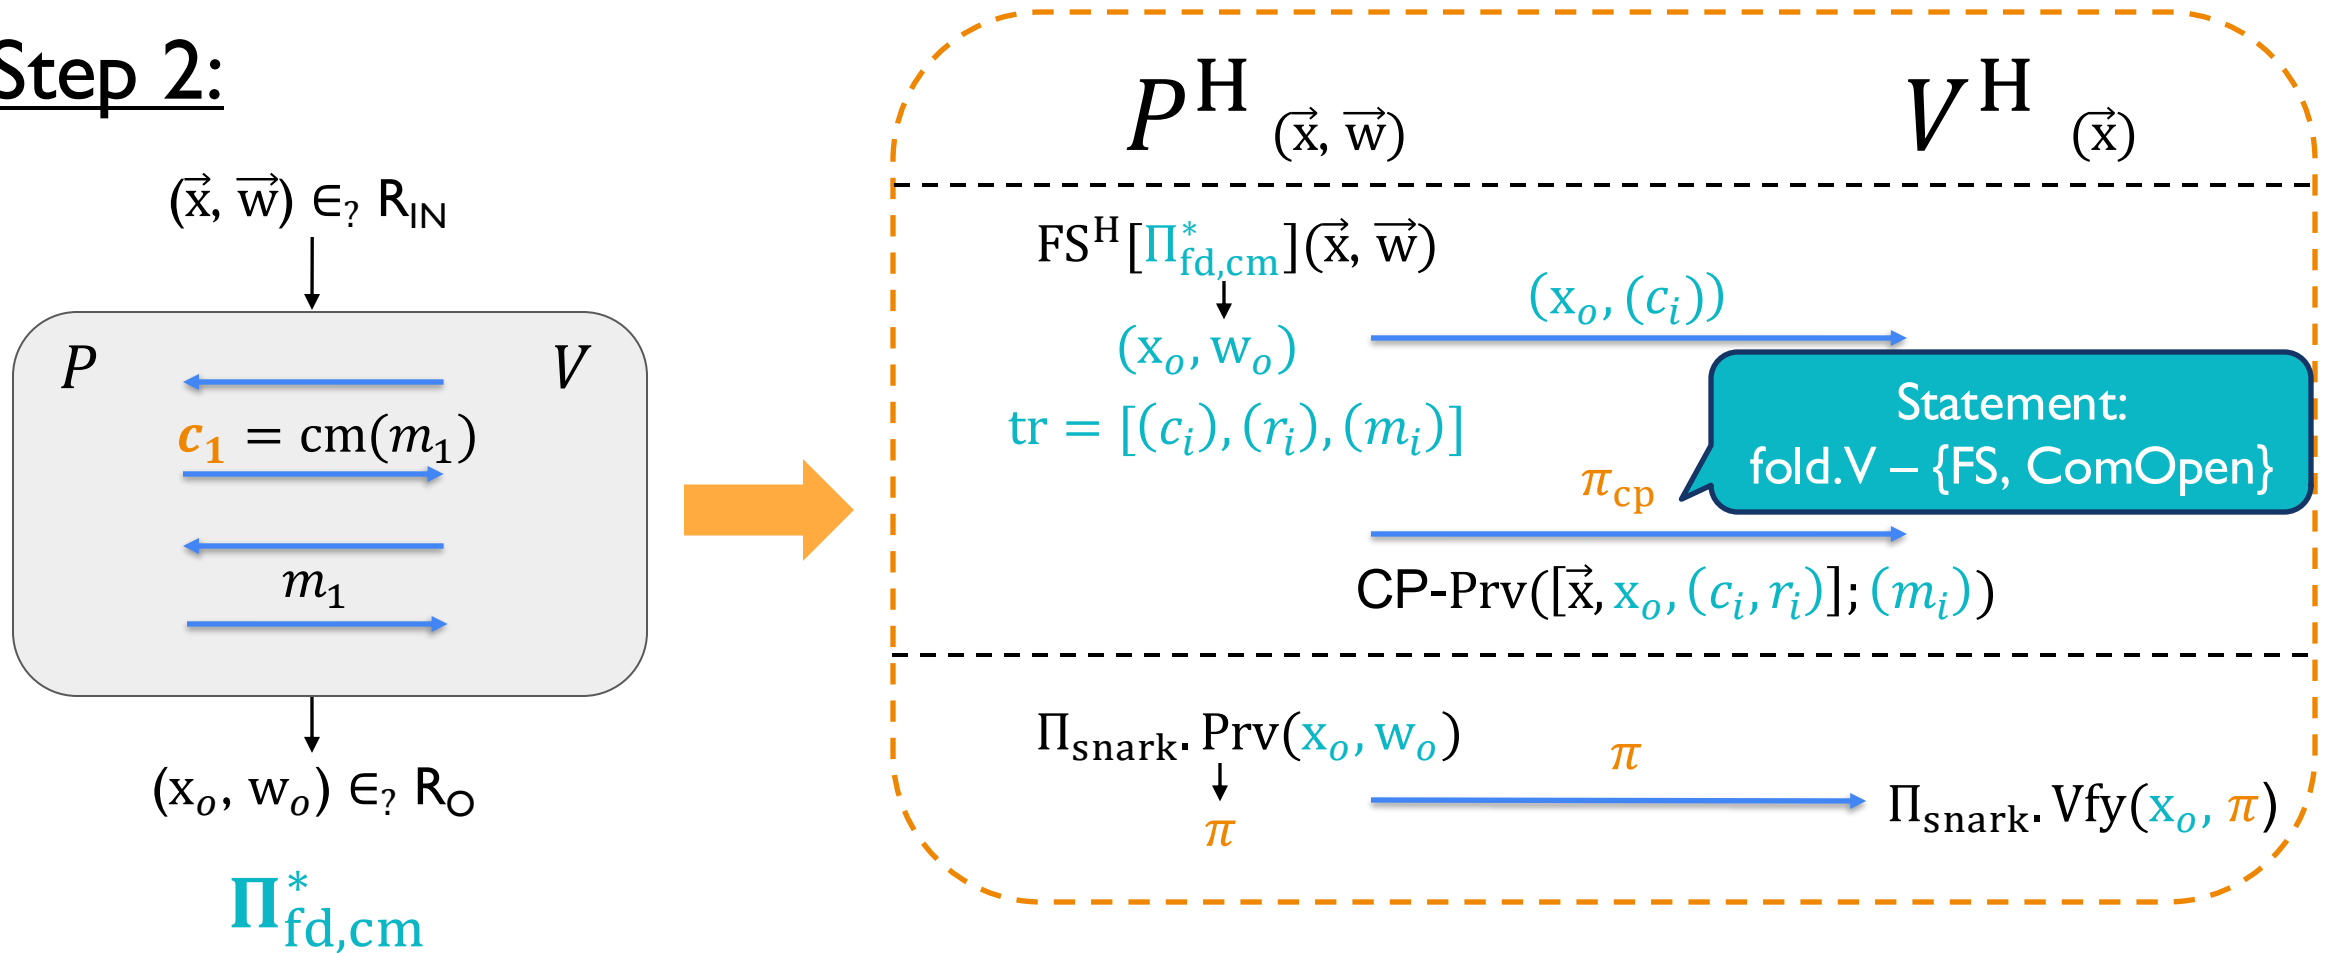 Step 2:
(x⃗, w⃗) ∈? R_IN
P V
c₁ = cm(m₁)
m₁
(x_o, w_o) ∈? R_O
Π*_fd,cm
P^H (x⃗, w⃗) V^H (x⃗)
FS^H[Π*_fd,cm](x⃗, w⃗)
(x_o, w_o)
(x_o, (c_i))
tr = [(c_i), (r_i), (m_i)]
Statement:
fold.V – {FS, ComOpen}
π_cp
CP-Prv([x⃗, x_o, (c_i, r_i)]; (m_i))
Π_snark. Prv(x_o, w_o)
π
π
Π_snark. Vfy(x_o, π)